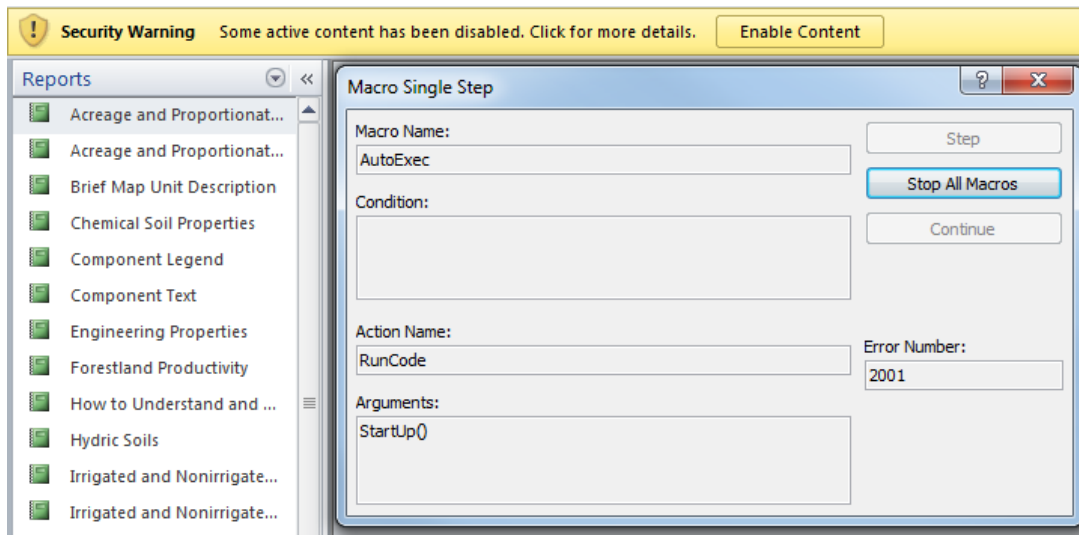 Security Warning Some active content has been disabled. Click for more details. Enable Content
Reports
Acreage and Proportionat...
Acreage and Proportionat...
Brief Map Unit Description
Chemical Soil Properties
Component Legend
Component Text
Engineering Properties
Forestland Productivity
How to Understand and ...
Hydric Soils
Irrigated and Nonirrigate...
Irrigated and Nonirrigate...
Macro Single Step
Macro Name:
AutoExec
Condition:
Action Name:
RunCode
Arguments:
StartUp()
Step
Stop All Macros
Continue
Error Number:
2001